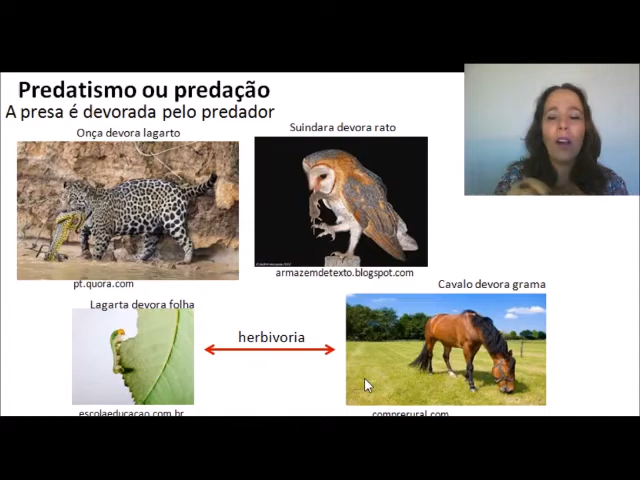 Predatismo ou predação
A presa é devorada pelo predador
Onça devora lagarto
Suindara devora rato
pt.quora.com
armazemdetexto.blogspot.com
Lagarta devora folha
Cavalo devora grama
herbivoria
escolaeducacao.com.br
comprerural.com